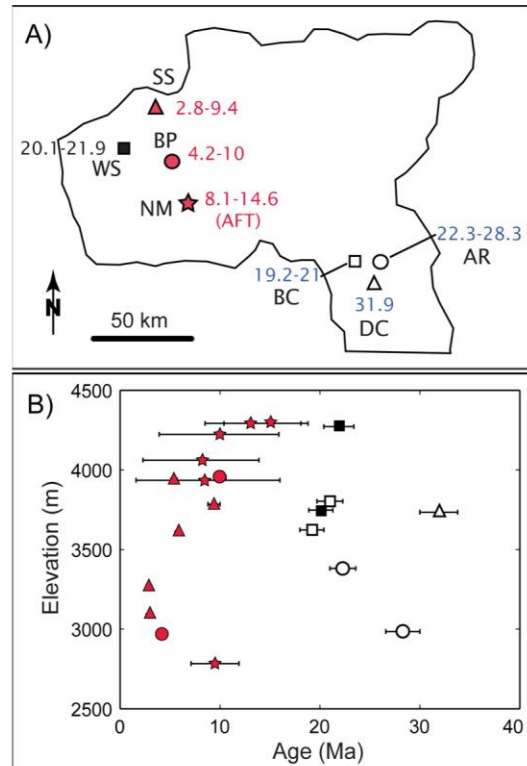 A)
SS
2.8-9.4
BP
20.1-21.9
4.2-10
WS
NM
8.1-14.6
(AFT)
22.3-28.3
AR
19.2-21
BC
31.9
DC
N
50 km
B)
4500
4000
3500
3000
2500
Elevation (m)
0
10
20
30
40
Age (Ma)